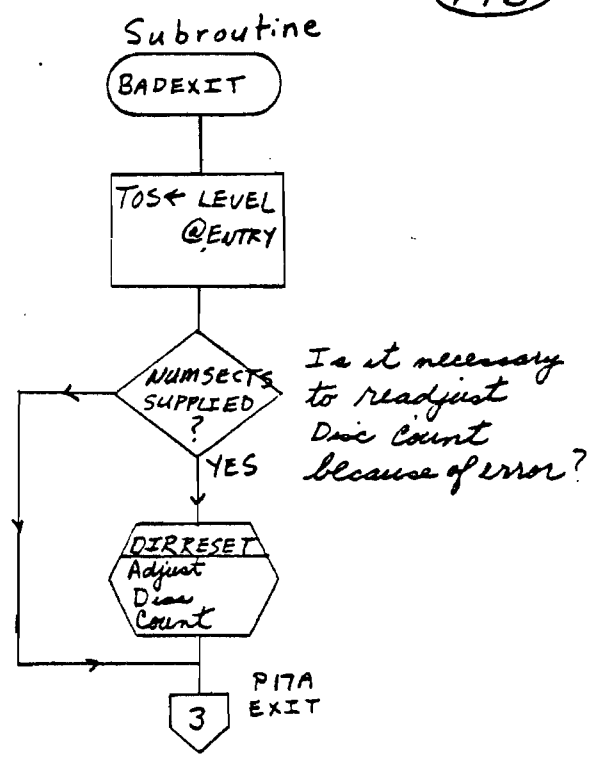 Subroutine
BADEXIT
TOS← LEVEL
@ENTRY
NUMSECTS
SUPPLIED
?
Is it necessary
to readjust
Disc Count
because of error?
YES
DIRRESET
Adjust
Disc
Count
P17A
EXIT
3